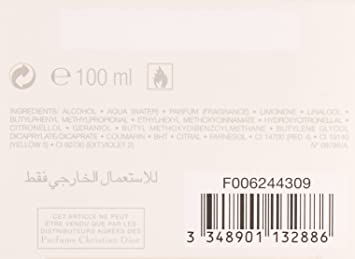 ℮ 100 ml
INGREDIENTS: ALCOHOL • AQUA (WATER) • PARFUM (FRAGRANCE) • LIMONENE • LINALOOL •
BUTYLPHENYL METHYLPROPIONAL • ETHYLHEXYL METHOXYCINNAMATE • HYDROXYCITRONELLAL •
CITRONELLOL • GERANIOL • BUTYL METHOXYDIBENZOYLMETHANE • BUTYLENE GLYCOL
DICAPRYLATE/DICAPRATE • COUMARIN • BHT • CITRAL • FARNESOL • CI 14700 (RED 4) • CI 19140
(YELLOW 5) • CI 60730 (EXT.VIOLET 2)
للاستعمال الخارجي فقط
F006244309
CET ARTICLE NE PEUT
ÊTRE VENDU QUE PAR LES
DISTRIBUTEURS AGRÉÉS DES
Parfums Christian Dior
3 348901 132886